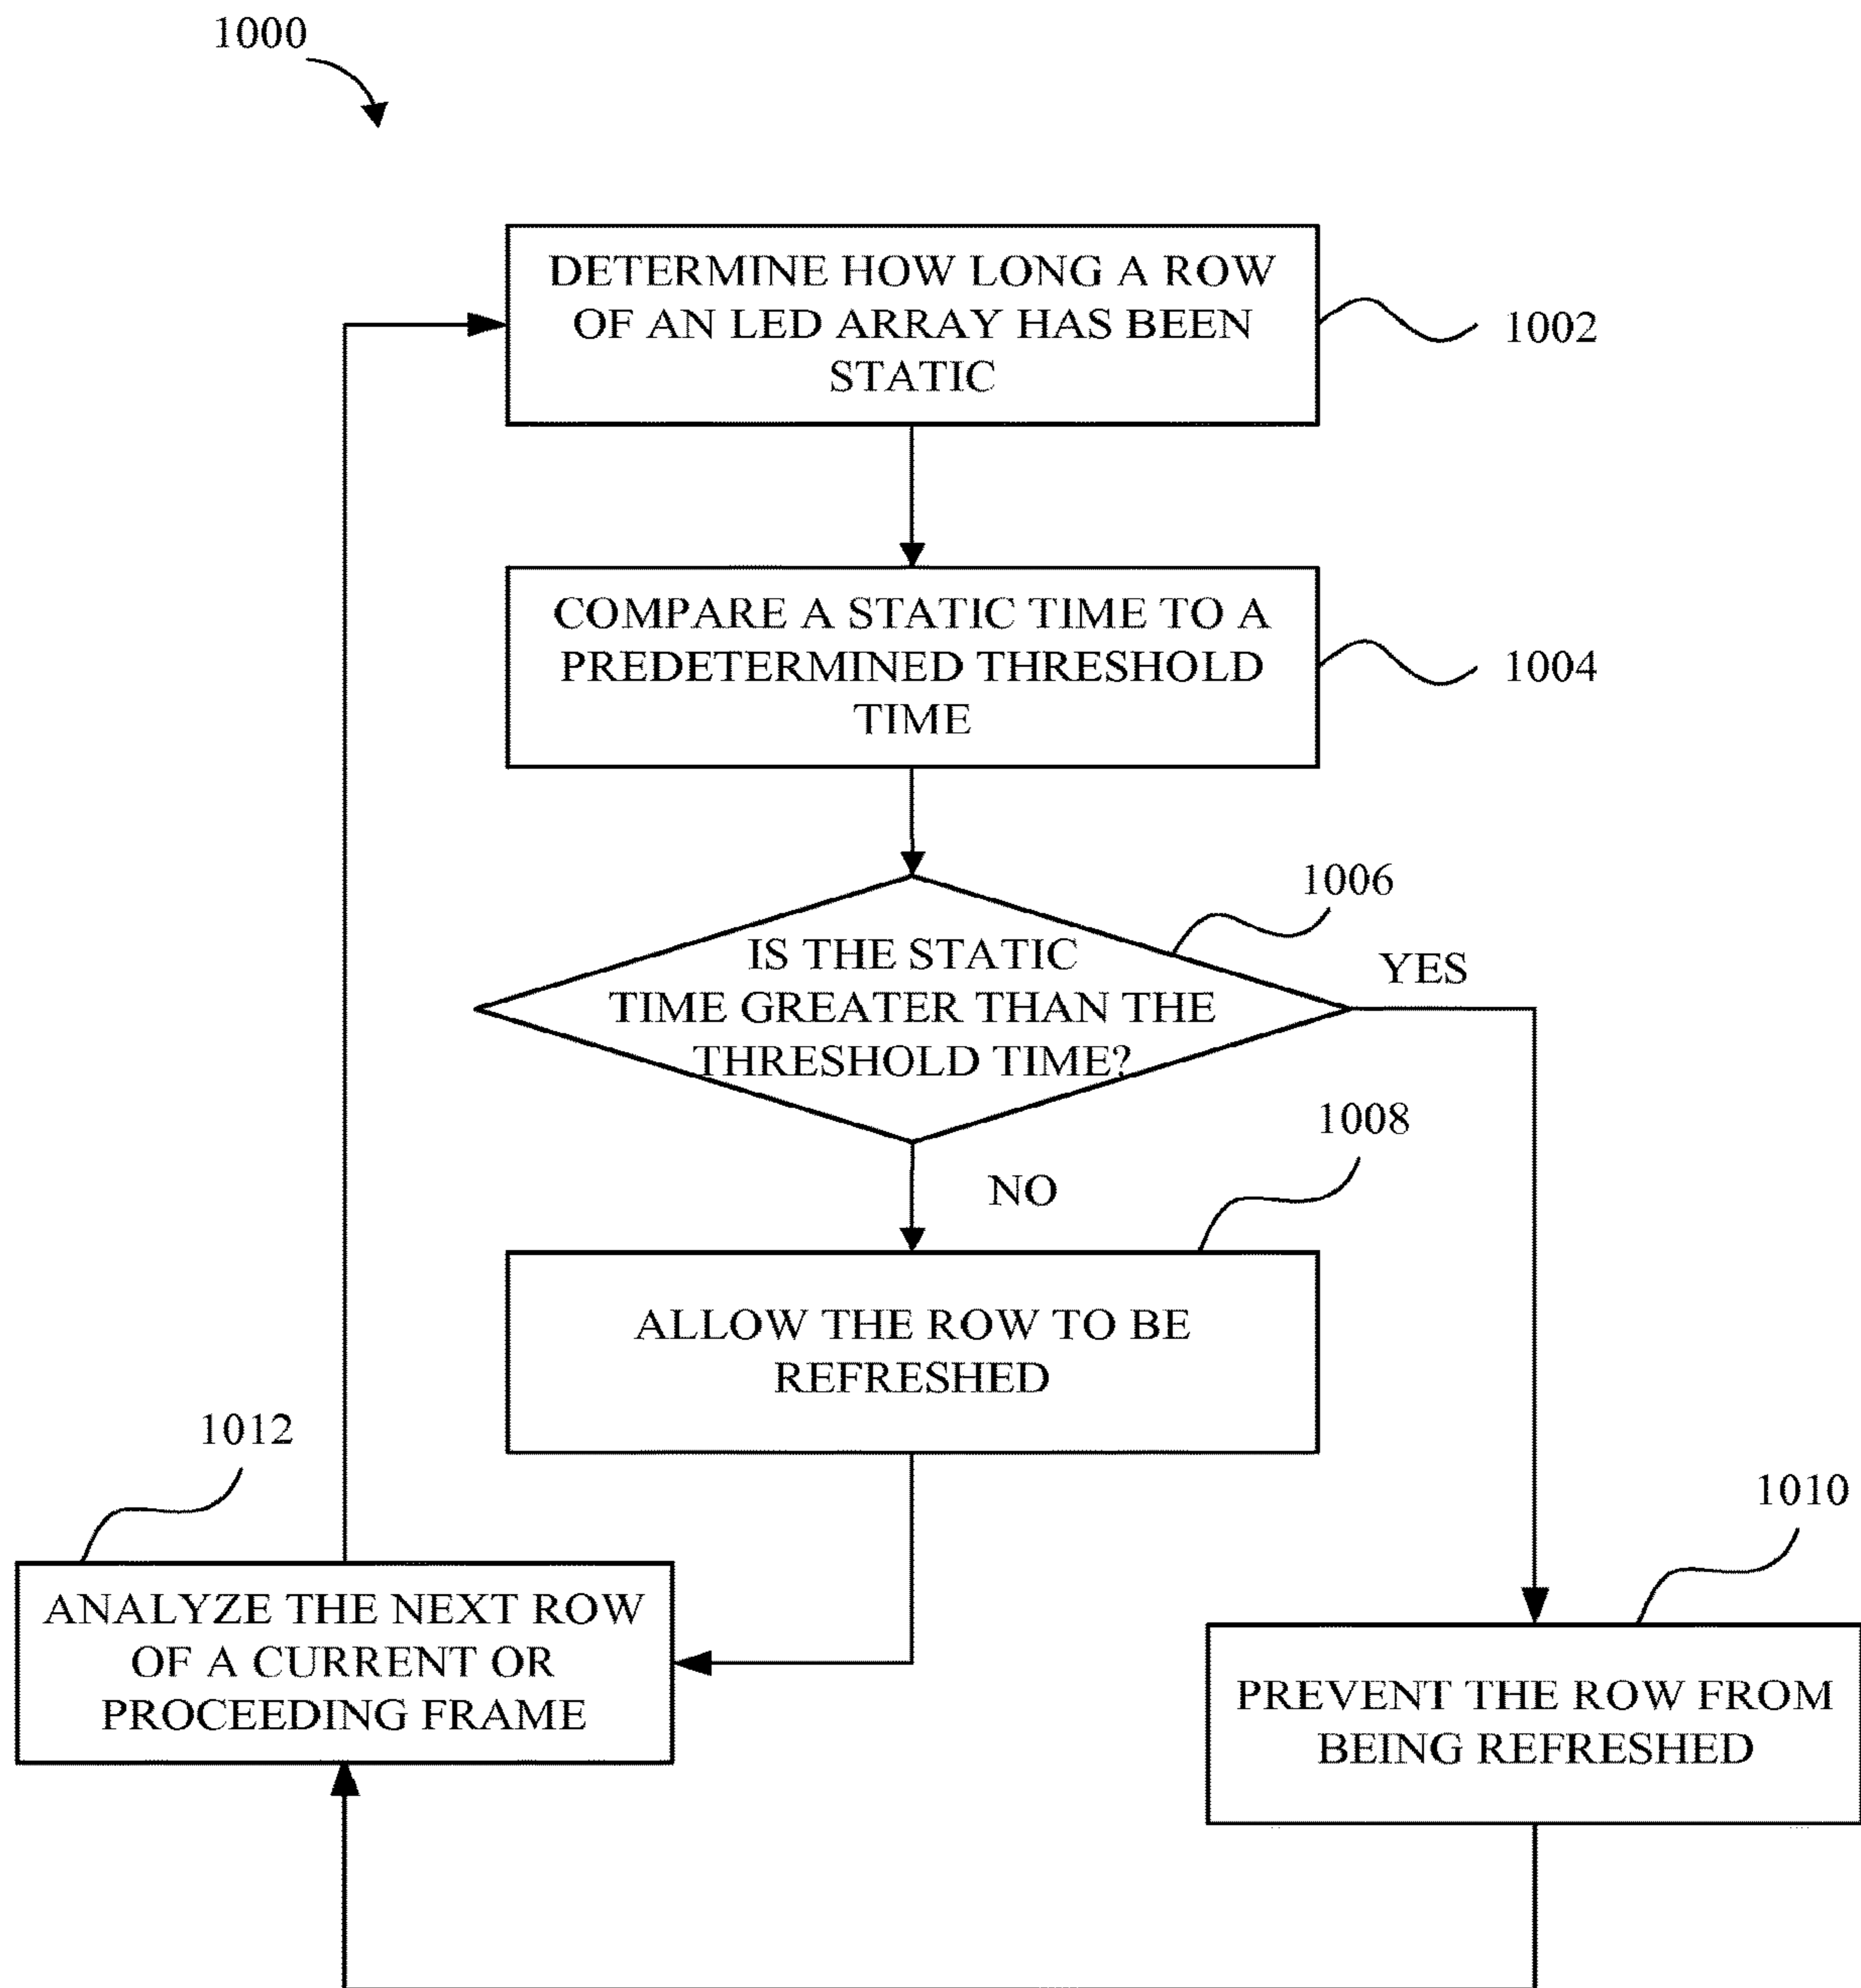 1000
DETERMINE HOW LONG A ROW
OF AN LED ARRAY HAS BEEN
STATIC
1002
COMPARE A STATIC TIME TO A
PREDETERMINED THRESHOLD
TIME
1004
1006
IS THE STATIC
TIME GREATER THAN THE
THRESHOLD TIME?
YES
NO
1008
ALLOW THE ROW TO BE
REFRESHED
1012
ANALYZE THE NEXT ROW
OF A CURRENT OR
PROCEEDING FRAME
1010
PREVENT THE ROW FROM
BEING REFRESHED